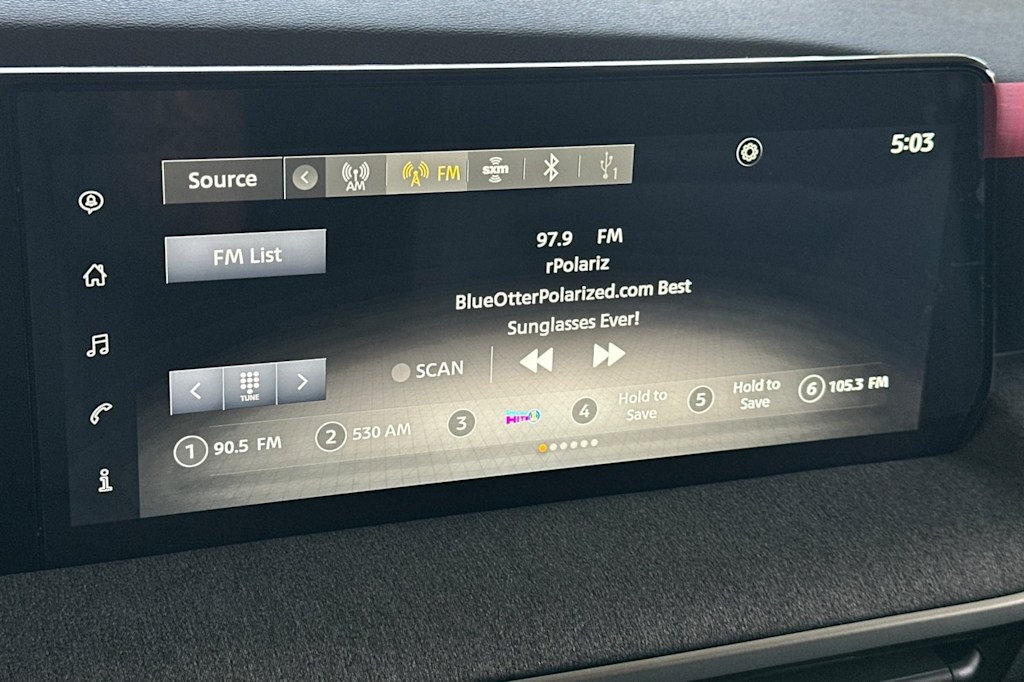 5:03
Source
AM
FM
sxm
1
FM List
97.9 FM
rPolariz
BlueOtterPolarized.com Best
Sunglasses Ever!
TUNE
SCAN
1 90.5 FM
2 530 AM
3
4 Hold to
Save
5 Hold to
Save
6 105.3 FM